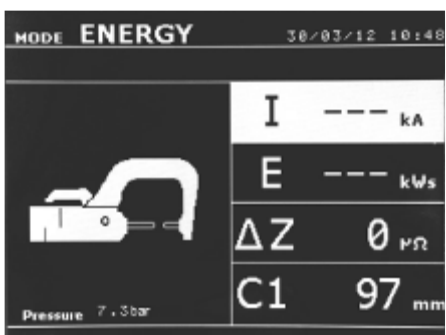 MODE ENERGY 30/03/12 10:48
I --- kA
E --- kWs
ΔZ 0 µΩ
C1 97 mm
Pressure 7.3bar